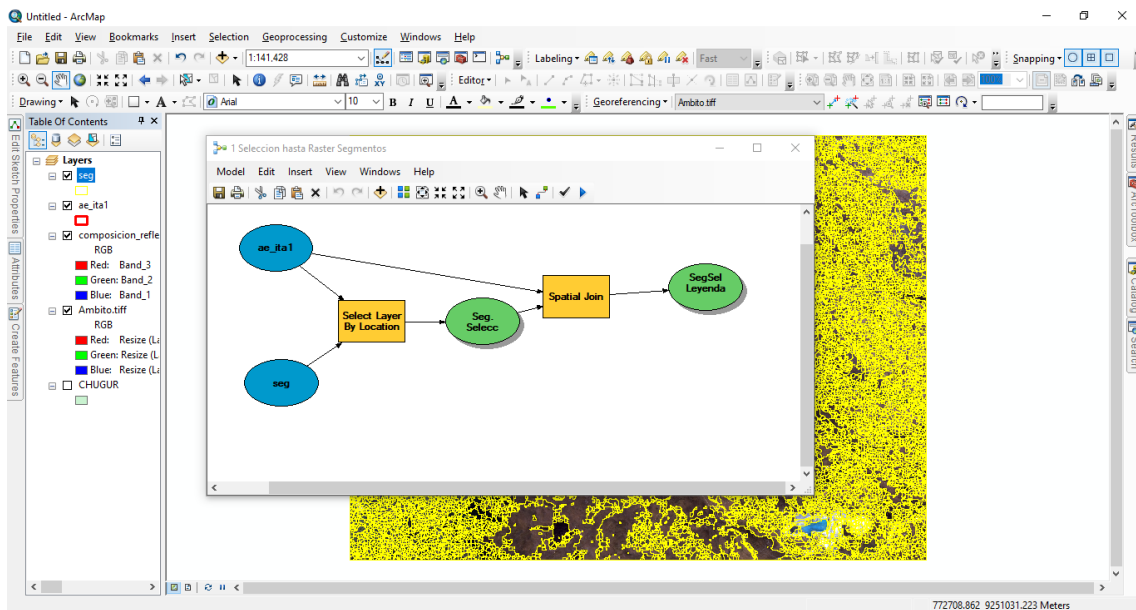 Untitled - ArcMap
File Edit View Bookmarks Insert Selection Geoprocessing Customize Windows Help
1:141,428
Labeling
Fast
Snapping
Editor
Drawing
Arial
10
B I U A
Georeferencing
Ambito.tiff
Table Of Contents
Layers
seg
ae_ita1
composicion_refle
RGB
Red: Band_3
Green: Band_2
Blue: Band_1
Ambito.tiff
RGB
Red: Resize (La
Green: Resize (L
Blue: Resize (La
CHUGUR
Edit Sketch Properties
Attributes
Create Features
1 Seleccion hasta Raster Segmentos
Model Edit Insert View Windows Help
ae_ita1
Select Layer
By Location
seg
Seg.
Selecc
Spatial Join
SegSel
Leyenda
Results
ArcToolbox
Catalog
Search
772708.862 9251031.223 Meters